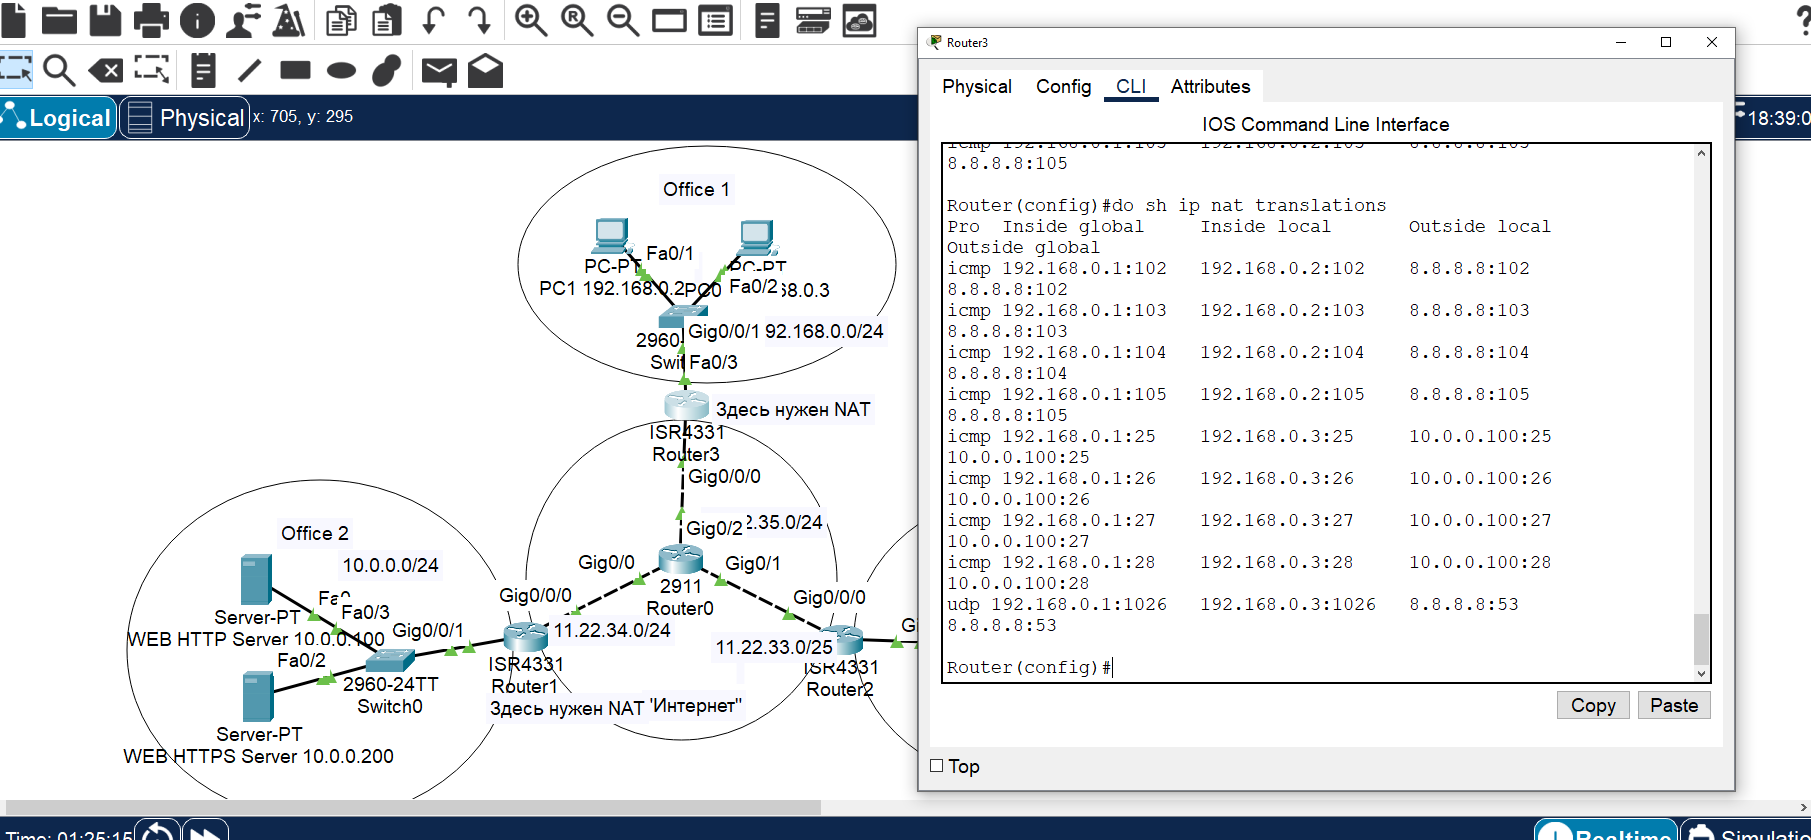 Logical
Physical
x: 705, y: 295
18:39:0
Office 1
Fa0/1
PC-PT
PC-PT
PC1 192.168.0.2
PC0
Fa0/2
68.0.3
Gig0/0/1
92.168.0.0/24
2960-
Swit
Fa0/3
Здесь нужен NAT
ISR4331
Router3
Gig0/0/0
Gig0/2
2.35.0/24
Office 2
10.0.0.0/24
Gig0/0
Gig0/1
2911
Router0
Gig0/0/0
Gig0/0/0
Server-PT
Fa0/3
WEB HTTP Server 10.0.0.100
Gig0/0/1
11.22.34.0/24
11.22.33.0/25
Fa0/2
2960-24TT
Switch0
ISR4331
Router1
ISR4331
Router2
Здесь нужен NAT
"Интернет"
Server-PT
WEB HTTPS Server 10.0.0.200
Time: 01:25:15
Realtime
Simulatio
Router3
Physical
Config
CLI
Attributes
IOS Command Line Interface
icmp 192.168.0.1:105 192.168.0.2:105 8.8.8.8:105
8.8.8.8:105
Router(config)#do sh ip nat translations
Pro Inside global Inside local Outside local
Outside global
icmp 192.168.0.1:102 192.168.0.2:102 8.8.8.8:102
8.8.8.8:102
icmp 192.168.0.1:103 192.168.0.2:103 8.8.8.8:103
8.8.8.8:103
icmp 192.168.0.1:104 192.168.0.2:104 8.8.8.8:104
8.8.8.8:104
icmp 192.168.0.1:105 192.168.0.2:105 8.8.8.8:105
8.8.8.8:105
icmp 192.168.0.1:25 192.168.0.3:25 10.0.0.100:25
10.0.0.100:25
icmp 192.168.0.1:26 192.168.0.3:26 10.0.0.100:26
10.0.0.100:26
icmp 192.168.0.1:27 192.168.0.3:27 10.0.0.100:27
10.0.0.100:27
icmp 192.168.0.1:28 192.168.0.3:28 10.0.0.100:28
10.0.0.100:28
udp 192.168.0.1:1026 192.168.0.3:1026 8.8.8.8:53
8.8.8.8:53
Router(config)#
Copy
Paste
Top